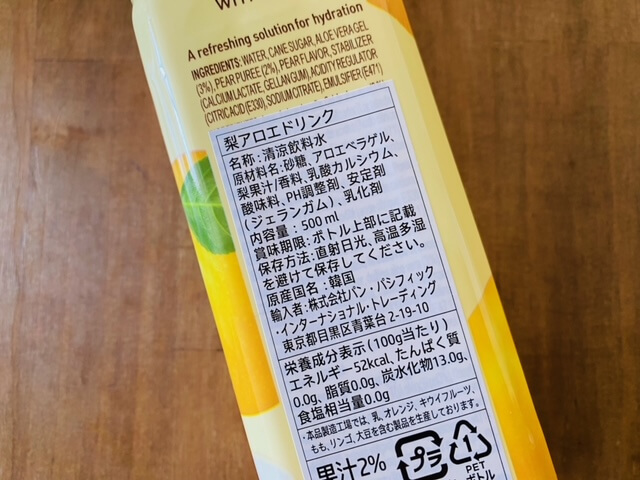 WITH
A refreshing solution for hydration
INGREDIENTS: WATER, CANE SUGAR, ALOE VERA GEL
(3%), PEAR PUREE (2%), PEAR FLAVOR, STABILIZER
(CALCIUM LACTATE, GELLAN GUM), ACIDITY REGULATOR
(CITRIC ACID (E330), SODIUM CITRATE), EMULSIFIER (E471)
梨アロエドリンク
名称:清涼飲料水
原材料名:砂糖、アロエベラゲル、
梨果汁/香料、乳酸カルシウム、
酸味料、PH調整剤、安定剤
(ジェランガム)、乳化剤
内容量:500 ml
賞味期限:ボトル上部に記載
保存方法:直射日光、高温多湿
を避けて保存してください。
原産国名:韓国
輸入者:株式会社パン・パシフィック
・インターナショナル・トレーディング
東京都目黒区青葉台 2-19-10
栄養成分表示(100g当たり)
エネルギー52kcal、たんぱく質
0.0g、脂質0.0g、炭水化物13.0g、
食塩相当量0.0g
・本品製造工場では、乳、オレンジ、キウイフルーツ、
もも、リンゴ、大豆を含む製品を生産しております。
果汁2%
プラ
PET
ボトル